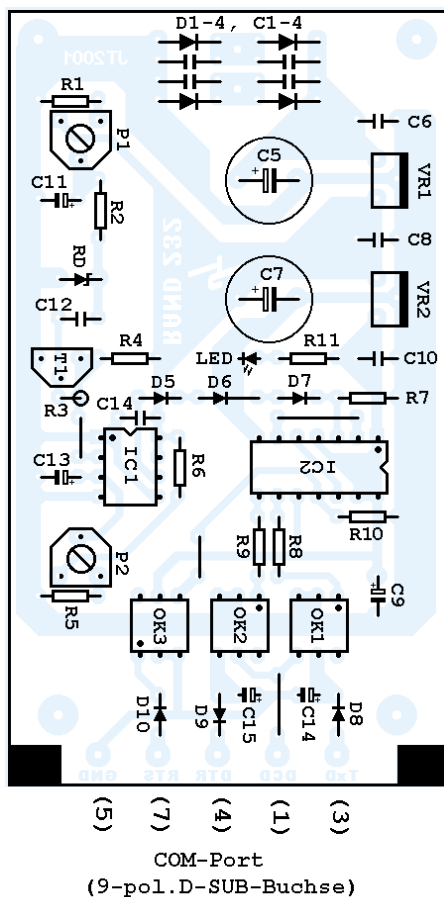 D1-4, C1-4
JT2001
R1
P1
C6
C5
VR1
C11
R2
C8
RD
RAND 232
C7
VR2
C12
T1
R4
LED
R11
C10
D5
D6
D7
R3
R7
C14
IC1
R6
IC2
C13
R10
P2
R9
R8
R5
OK3
OK2
OK1
C9
D10
D9
C15
C14
D8
GND
RTS
DTR
DCD
TxD
(5)
(7)
(4)
(1)
(3)
COM-Port
(9-pol.D-SUB-Buchse)